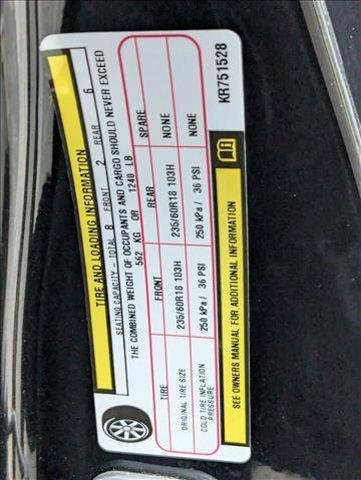 TIRE AND LOADING INFORMATION
SEATING CAPACITY - TOTAL 8 FRONT 2 REAR 6
THE COMBINED WEIGHT OF OCCUPANTS AND CARGO SHOULD NEVER EXCEED
562 KG OR 1240 LB
TIRE FRONT REAR SPARE
ORIGINAL TIRE SIZE 235/60R18 103H 235/60R18 103H NONE
COLD TIRE INFLATION PRESSURE 250 kPa / 36 PSI 250 kPa / 36 PSI NONE
SEE OWNERS MANUAL FOR ADDITIONAL INFORMATION
KR751528